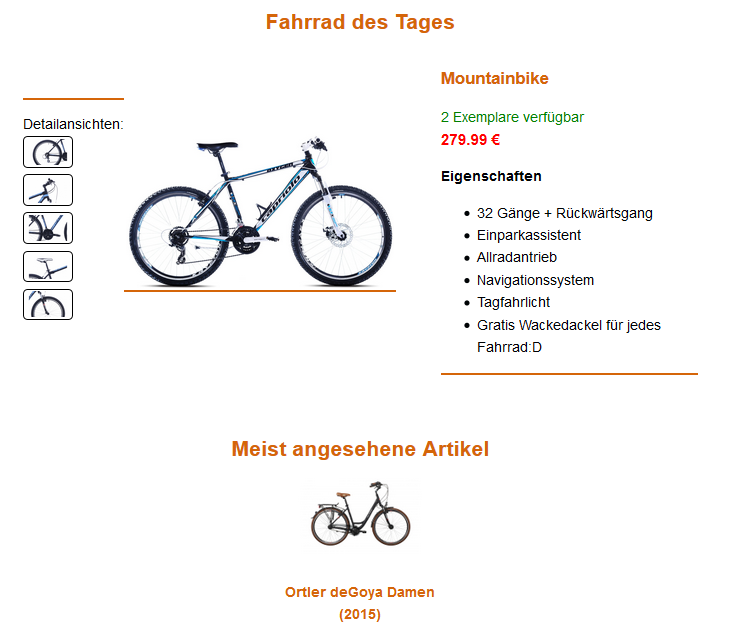 Fahrrad des Tages
Detailansichten:
Mountainbike
2 Exemplare verfügbar
279.99 €
Eigenschaften
32 Gänge + Rückwärtsgang
Einparkassistent
Allradantrieb
Navigationssystem
Tagfahrlicht
Gratis Wackedackel für jedes
Fahrrad:D
Meist angesehene Artikel
Ortler deGoya Damen
(2015)